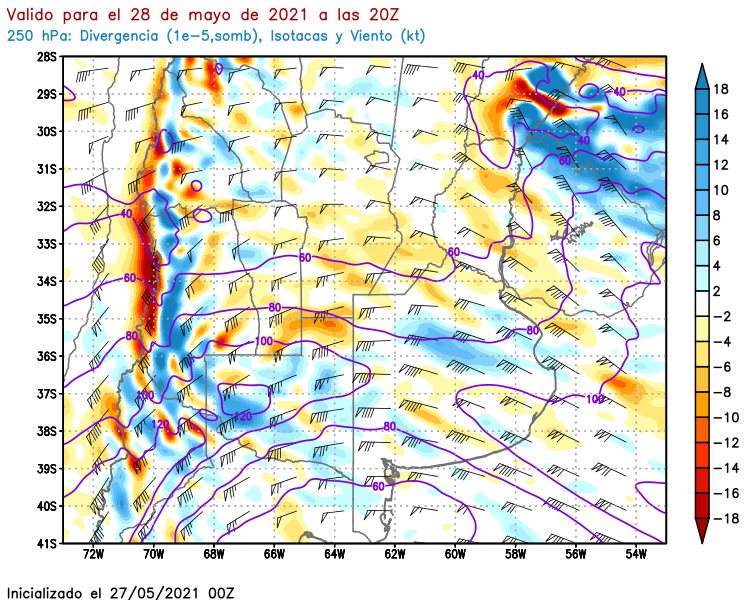 Valido para el 28 de mayo de 2021 a las 20Z
250 hPa: Divergencia (1e-5,somb), Isotacas y Viento (kt)
28S
29S
30S
31S
32S
33S
34S
35S
36S
37S
38S
39S
40S
41S
40
40
40
60
40
60
60
60
80
80
80
100
100
100
120
120
80
60
18
16
14
12
10
8
6
4
2
-2
-4
-6
-8
-10
-12
-14
-16
-18
72W
70W
68W
66W
64W
62W
60W
58W
56W
54W
Inicializado el 27/05/2021 00Z